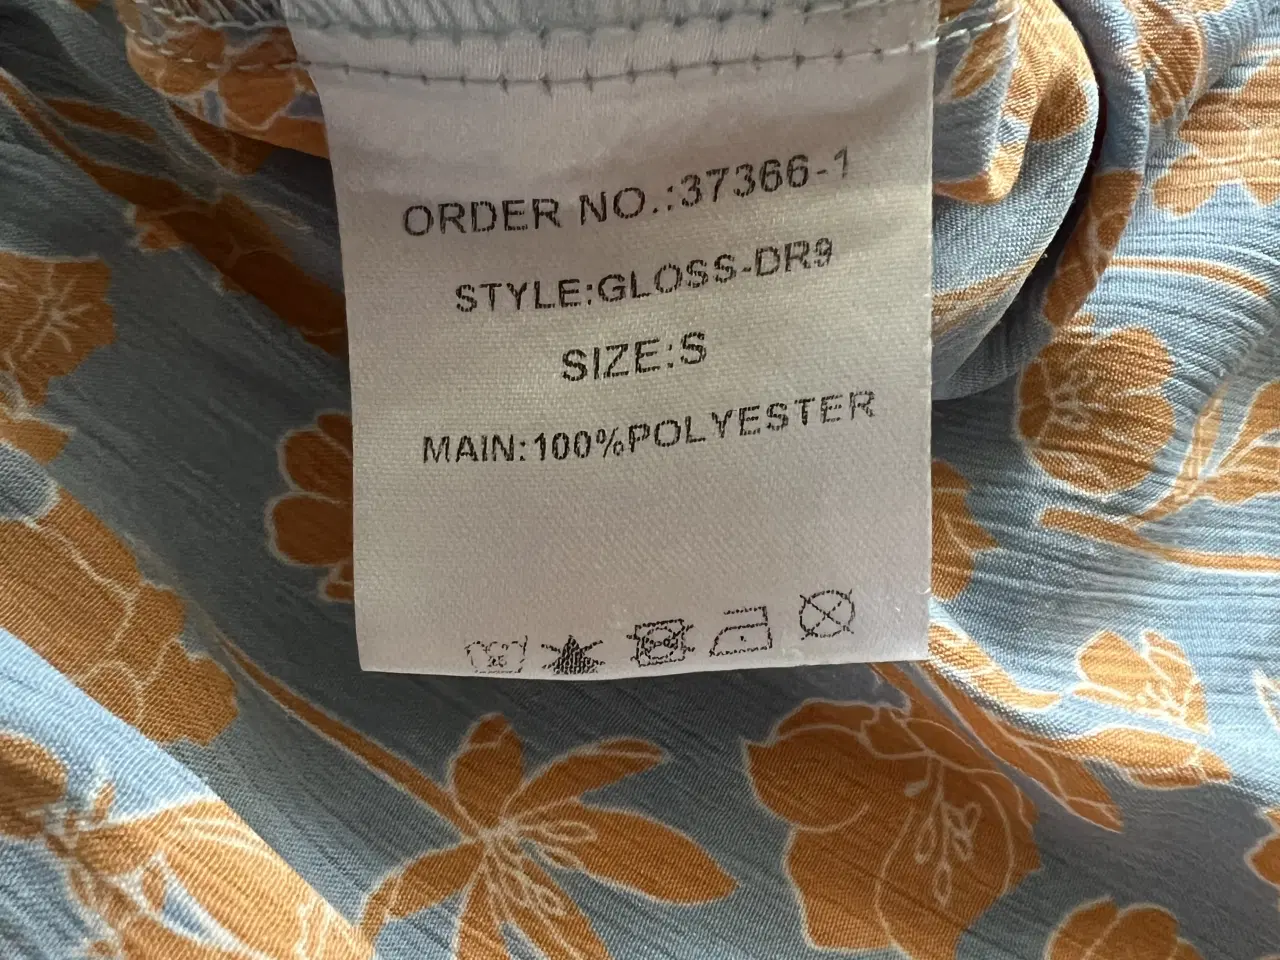 ORDER NO.:37366-1
STYLE:GLOSS-DR9
SIZE:S
MAIN:100%POLYESTER